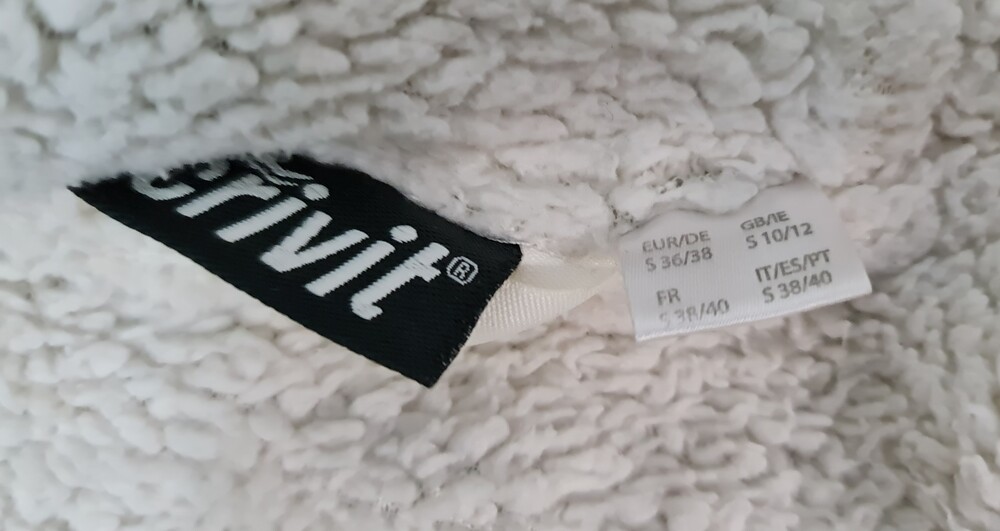 crivit®
EUR/DE
S 36/38
GB/IE
S 10/12
FR
S 38/40
IT/ES/PT
S 38/40